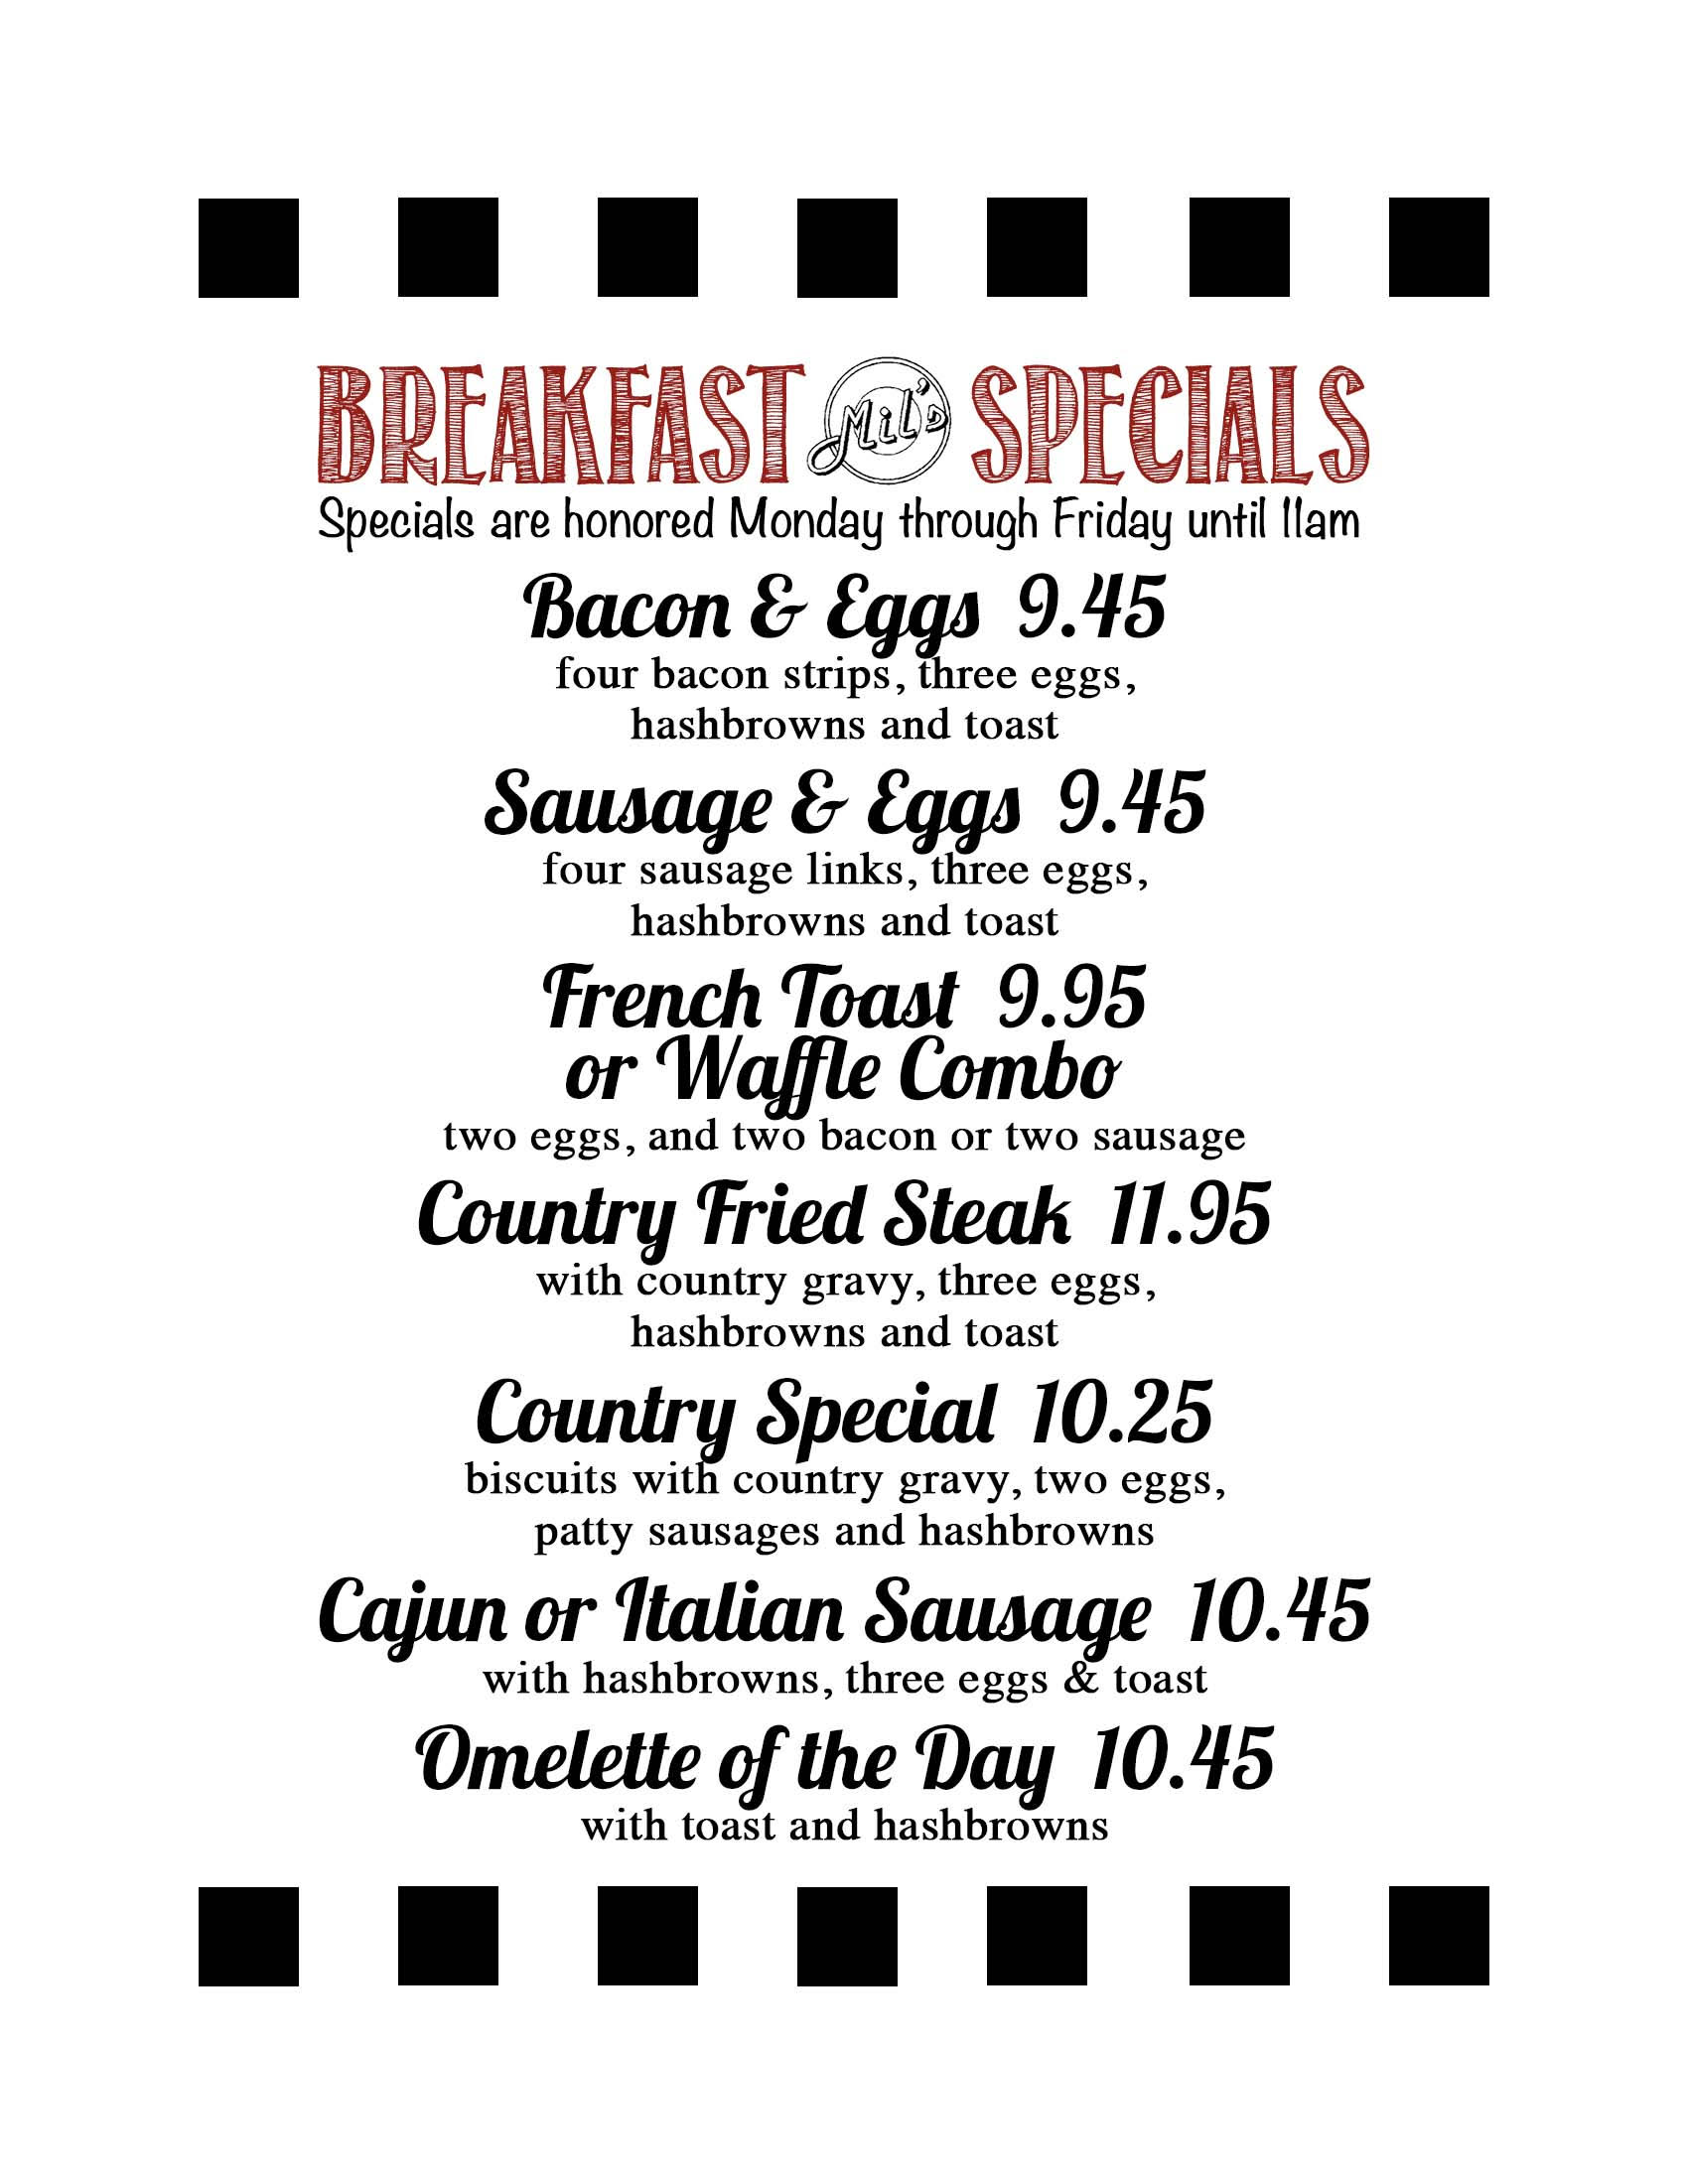 BREAKFAST Mil's SPECIALS
Specials are honored Monday through Friday until 11am
Bacon & Eggs 9.45
four bacon strips, three eggs,
hashbrowns and toast
Sausage & Eggs 9.45
four sausage links, three eggs,
hashbrowns and toast
French Toast 9.95
or Waffle Combo
two eggs, and two bacon or two sausage
Country Fried Steak 11.95
with country gravy, three eggs,
hashbrowns and toast
Country Special 10.25
biscuits with country gravy, two eggs,
patty sausages and hashbrowns
Cajun or Italian Sausage 10.45
with hashbrowns, three eggs & toast
Omelette of the Day 10.45
with toast and hashbrowns